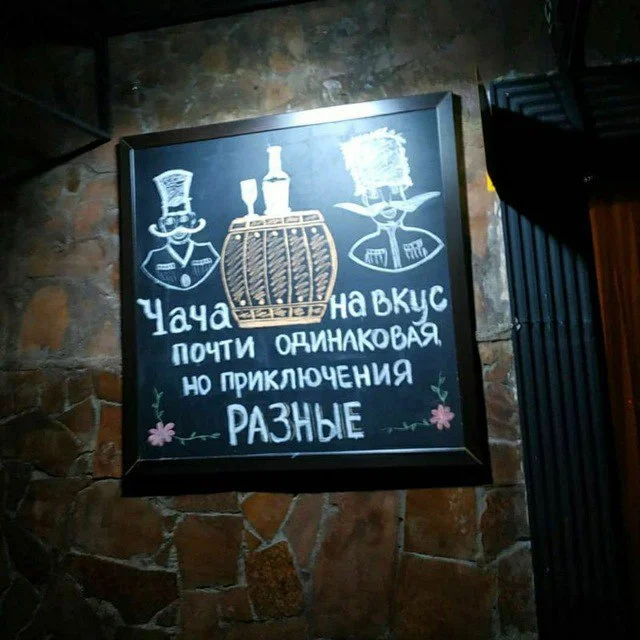 Чача на вкус
почти одинаковая,
но приключения
РАЗНЫЕ